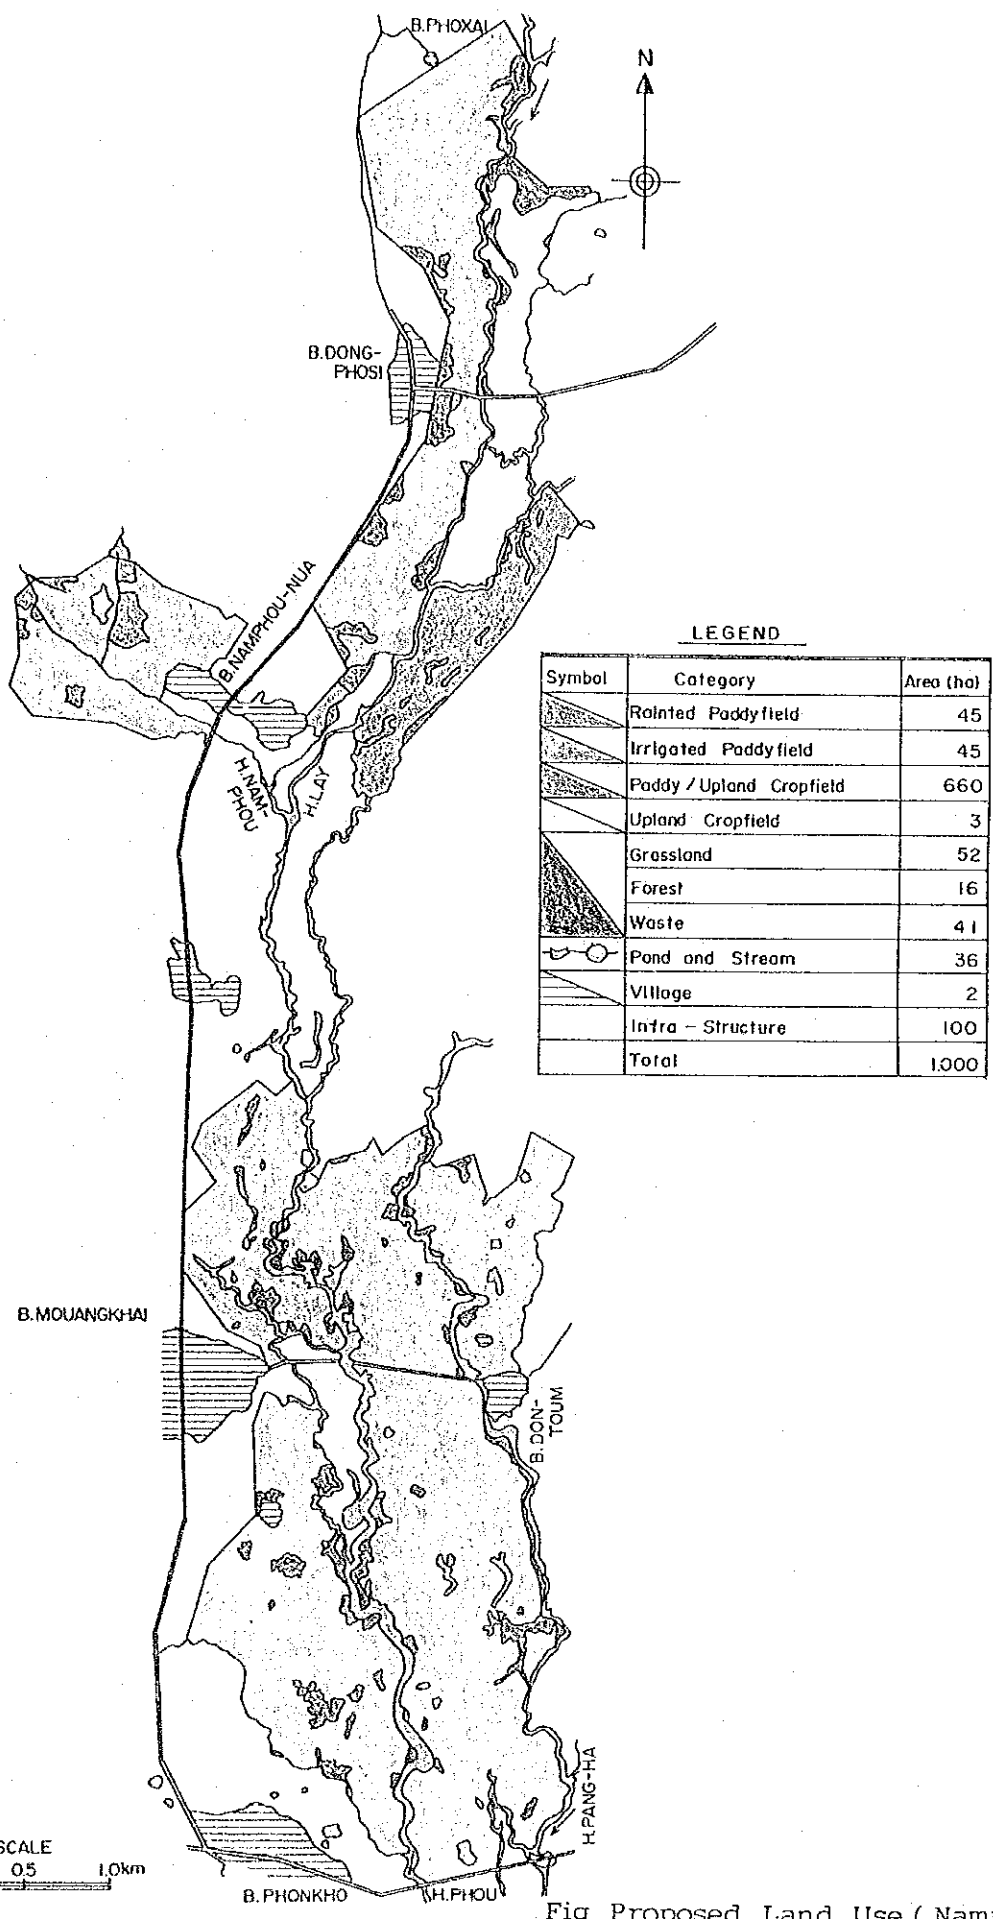 B.PHOXAI
N
B.DONG-
PHOSI
B.NAMPHOU-NUA
H.NAM-
PHOU
H.LAY
LEGEND
Symbol Category Area (ha)
Rainted Paddyfield 45
Irrigated Paddyfield 45
Paddy / Upland Cropfield 660
Upland Cropfield 3
Grassland 52
Forest 16
Waste 41
Pond and Stream 36
Village 2
Infra - Structure 100
Total 1.000
B.MOUANGKHAI
B.DON-
TOUM
H.PANG-HA
SCALE
0.5 1.0km
B.PHONKHO
H.PHOU
Fig Proposed Land Use ( Nam